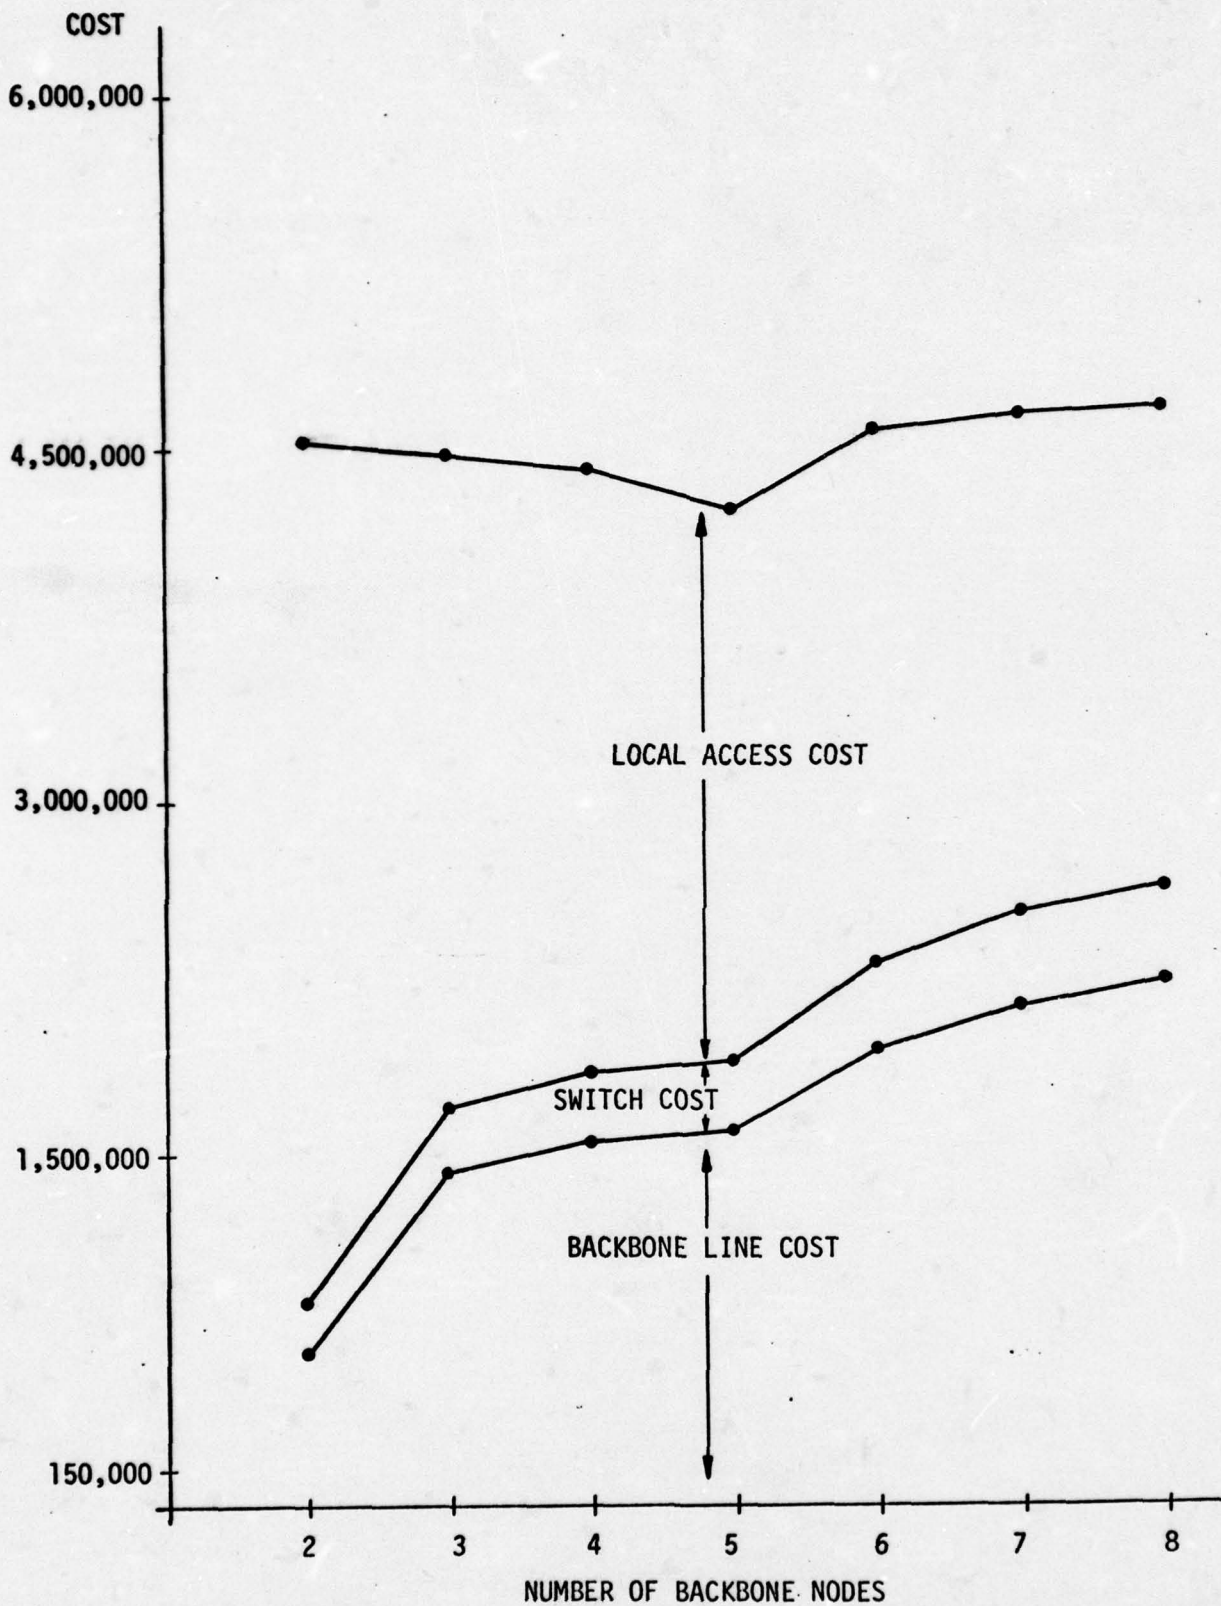 COST
6,000,000
4,500,000
LOCAL ACCESS COST
3,000,000
SWITCH COST
1,500,000
BACKBONE LINE COST
150,000
2 3 4 5 6 7 8
NUMBER OF BACKBONE NODES